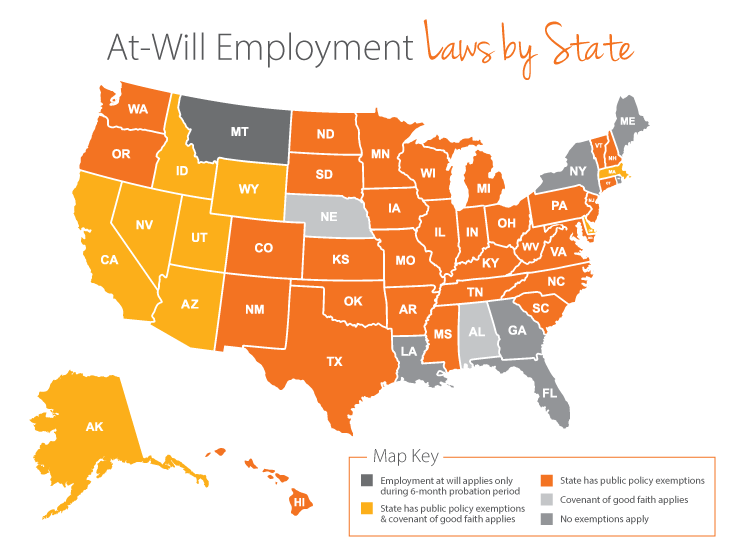 At-Will Employment Laws by State
WA
MT
ND
MN
ME
OR
ID
SD
WI
MI
VT
NH
NY
MA
WY
IA
NE
PA
NJ
NV
UT
CO
IL
IN
OH
WV
VA
CA
KS
MO
KY
NC
AZ
NM
OK
AR
TN
SC
TX
LA
MS
AL
GA
FL
AK
HI
Map Key
Employment at will applies only
during 6-month probation period
State has public policy exemptions
& covenant of good faith applies
State has public policy exemptions
Covenant of good faith applies
No exemptions apply